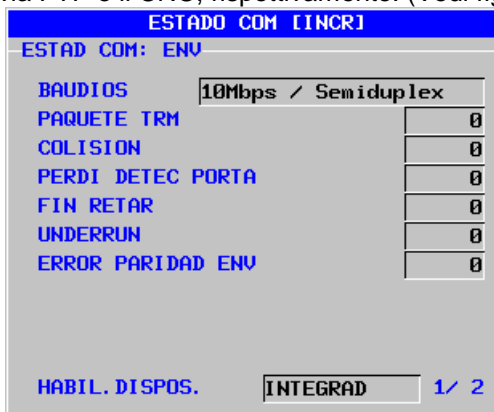 ESTADO COM [INCR]
ESTAD COM: ENV
BAUDIOS 10Mbps / Semiduplex
PAQUETE TRM 0
COLISION 0
PERDI DETEC PORTA 0
FIN RETAR 0
UNDERRUN 0
ERROR PARIDAD ENV 0
HABIL.DISPOS. INTEGRAD 1/ 2